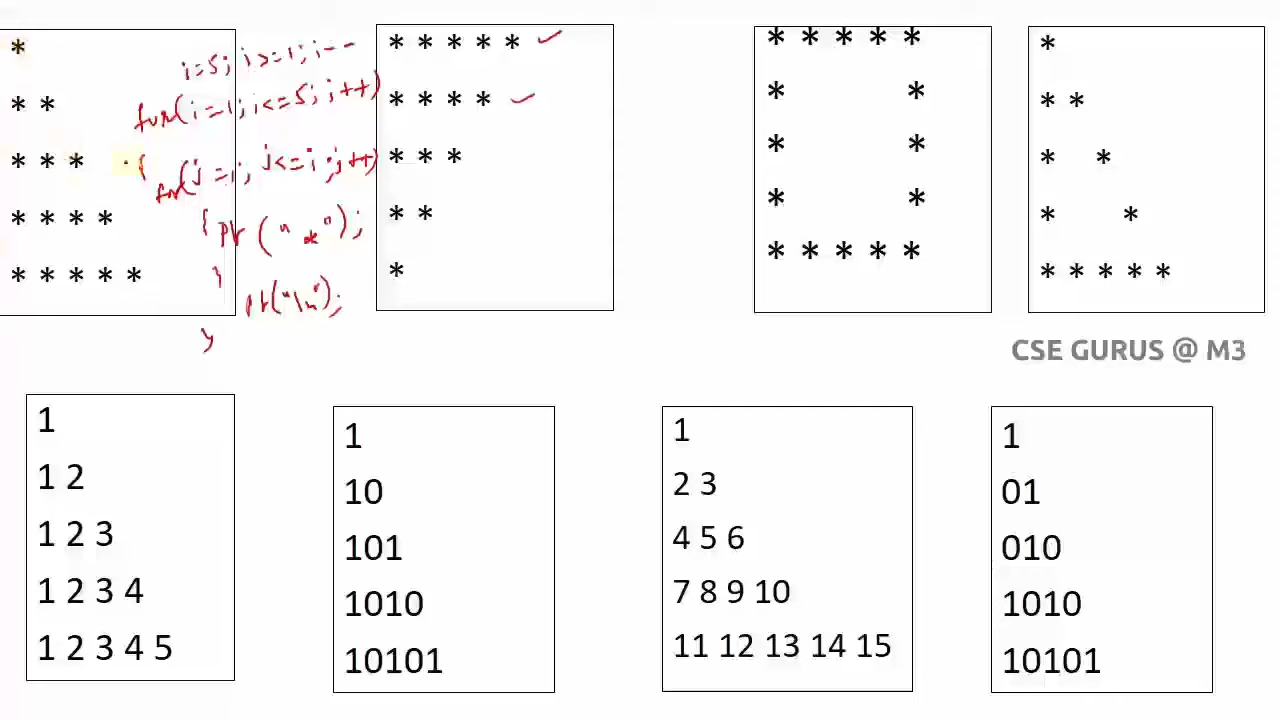 *
* *
* * *
* * * *
* * * * *
i=5; i>=1; i--
for(i=1; i<=5; i++)
{
for(j=1; j<=i; j++)
{ pr ("*");
}
pr("\n");
}
* * * * *
* * * *
* * *
* *
*
* * * * *
* *
* *
* *
* * * * *
*
* *
* *
* *
* * * * *
CSE GURUS @ M3
1
1 2
1 2 3
1 2 3 4
1 2 3 4 5
1
10
101
1010
10101
1
2 3
4 5 6
7 8 9 10
11 12 13 14 15
1
01
010
1010
10101